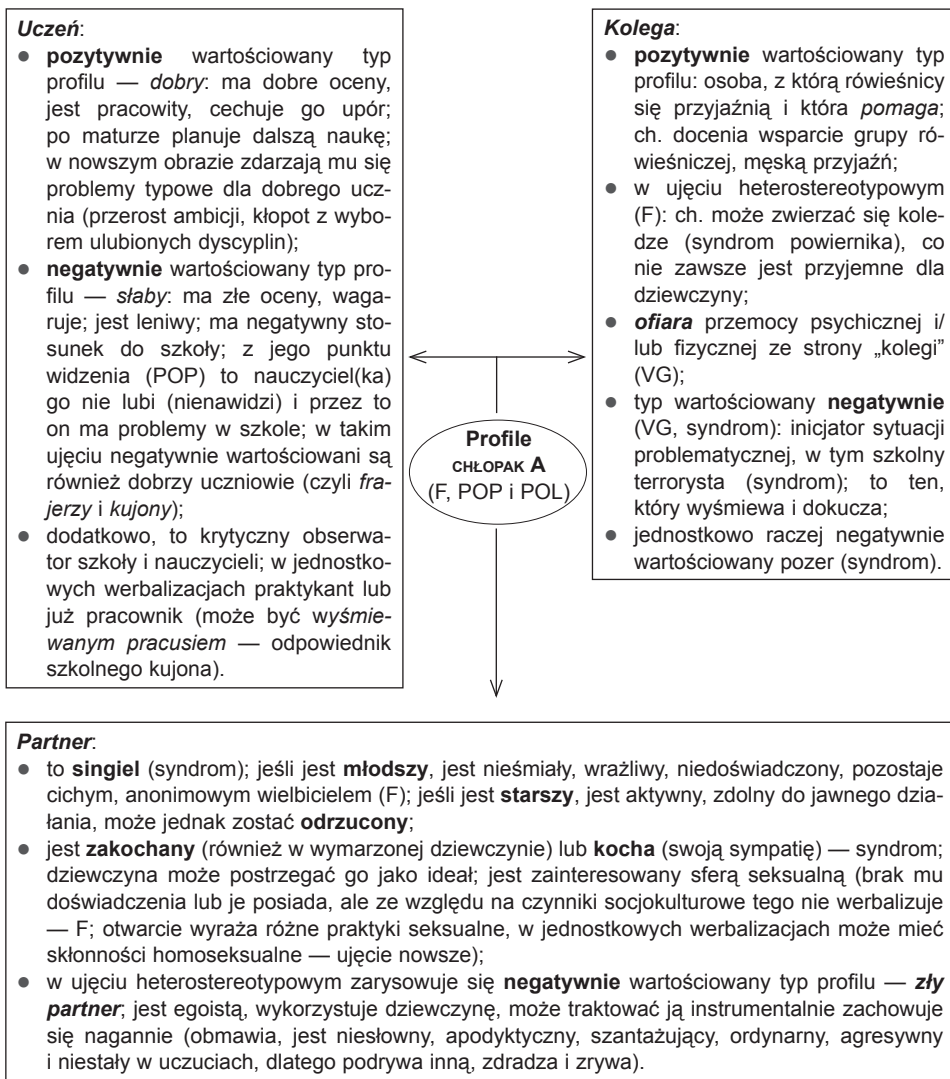 Uczeń:
● pozytywnie wartościowany typ
profilu — dobry: ma dobre oceny,
jest pracowity, cechuje go upór;
po maturze planuje dalszą naukę;
w nowszym obrazie zdarzają mu się
problemy typowe dla dobrego ucz-
nia (przerost ambicji, kłopot z wybo-
rem ulubionych dyscyplin);
● negatywnie wartościowany typ pro-
filu — słaby: ma złe oceny, waga-
ruje; jest leniwy; ma negatywny sto-
sunek do szkoły; z jego punktu
widzenia (POP) to nauczyciel(ka)
go nie lubi (nienawidzi) i przez to
on ma problemy w szkole; w takim
ujęciu negatywnie wartościowani są
również dobrzy uczniowie (czyli fra-
jerzy i kujony);
● dodatkowo, to krytyczny obserwa-
tor szkoły i nauczycieli; w jednostko-
wych werbalizacjach praktykant lub
już pracownik (może być wyśmie-
wanym pracusiem — odpowiednik
szkolnego kujona).
Kolega:
● pozytywnie wartościowany typ
profilu: osoba, z którą rówieśnicy
się przyjaźnią i która pomaga;
ch. docenia wsparcie grupy ró-
wieśniczej, męską przyjaźń;
● w ujęciu heterostereotypowym
(F): ch. może zwierzać się kole-
dze (syndrom powiernika), co
nie zawsze jest przyjemne dla
dziewczyny;
● ofiara przemocy psychicznej i/
lub fizycznej ze strony „kolegi”
(VG);
● typ wartościowany negatywnie
(VG, syndrom): inicjator sytuacji
problematycznej, w tym szkolny
terrorysta (syndrom); to ten,
który wyśmiewa i dokucza;
● jednostkowo raczej negatywnie
wartościowany pozer (syndrom).
Profile
CHŁOPAK A
(F, POP i POL)
Partner:
● to singiel (syndrom); jeśli jest młodszy, jest nieśmiały, wrażliwy, niedoświadczony, pozostaje
cichym, anonimowym wielbicielem (F); jeśli jest starszy, jest aktywny, zdolny do jawnego dzia-
łania, może jednak zostać odrzucony;
● jest zakochany (również w wymarzonej dziewczynie) lub kocha (swoją sympatię) — syndrom;
dziewczyna może postrzegać go jako ideał; jest zainteresowany sferą seksualną (brak mu
doświadczenia lub je posiada, ale ze względu na czynniki socjokulturowe tego nie werbalizuje
— F; otwarcie wyraża różne praktyki seksualne, w jednostkowych werbalizacjach może mieć
skłonności homoseksualne — ujęcie nowsze);
● w ujęciu heterostereotypowym zarysowuje się negatywnie wartościowany typ profilu — zły
partner; jest egoistą, wykorzystuje dziewczynę, może traktować ją instrumentalnie zachowuje
się nagannie (obmawia, jest niesłowny, apodyktyczny, szantażujący, ordynarny, agresywny
i niestały w uczuciach, dlatego podrywa inną, zdradza i zrywa).